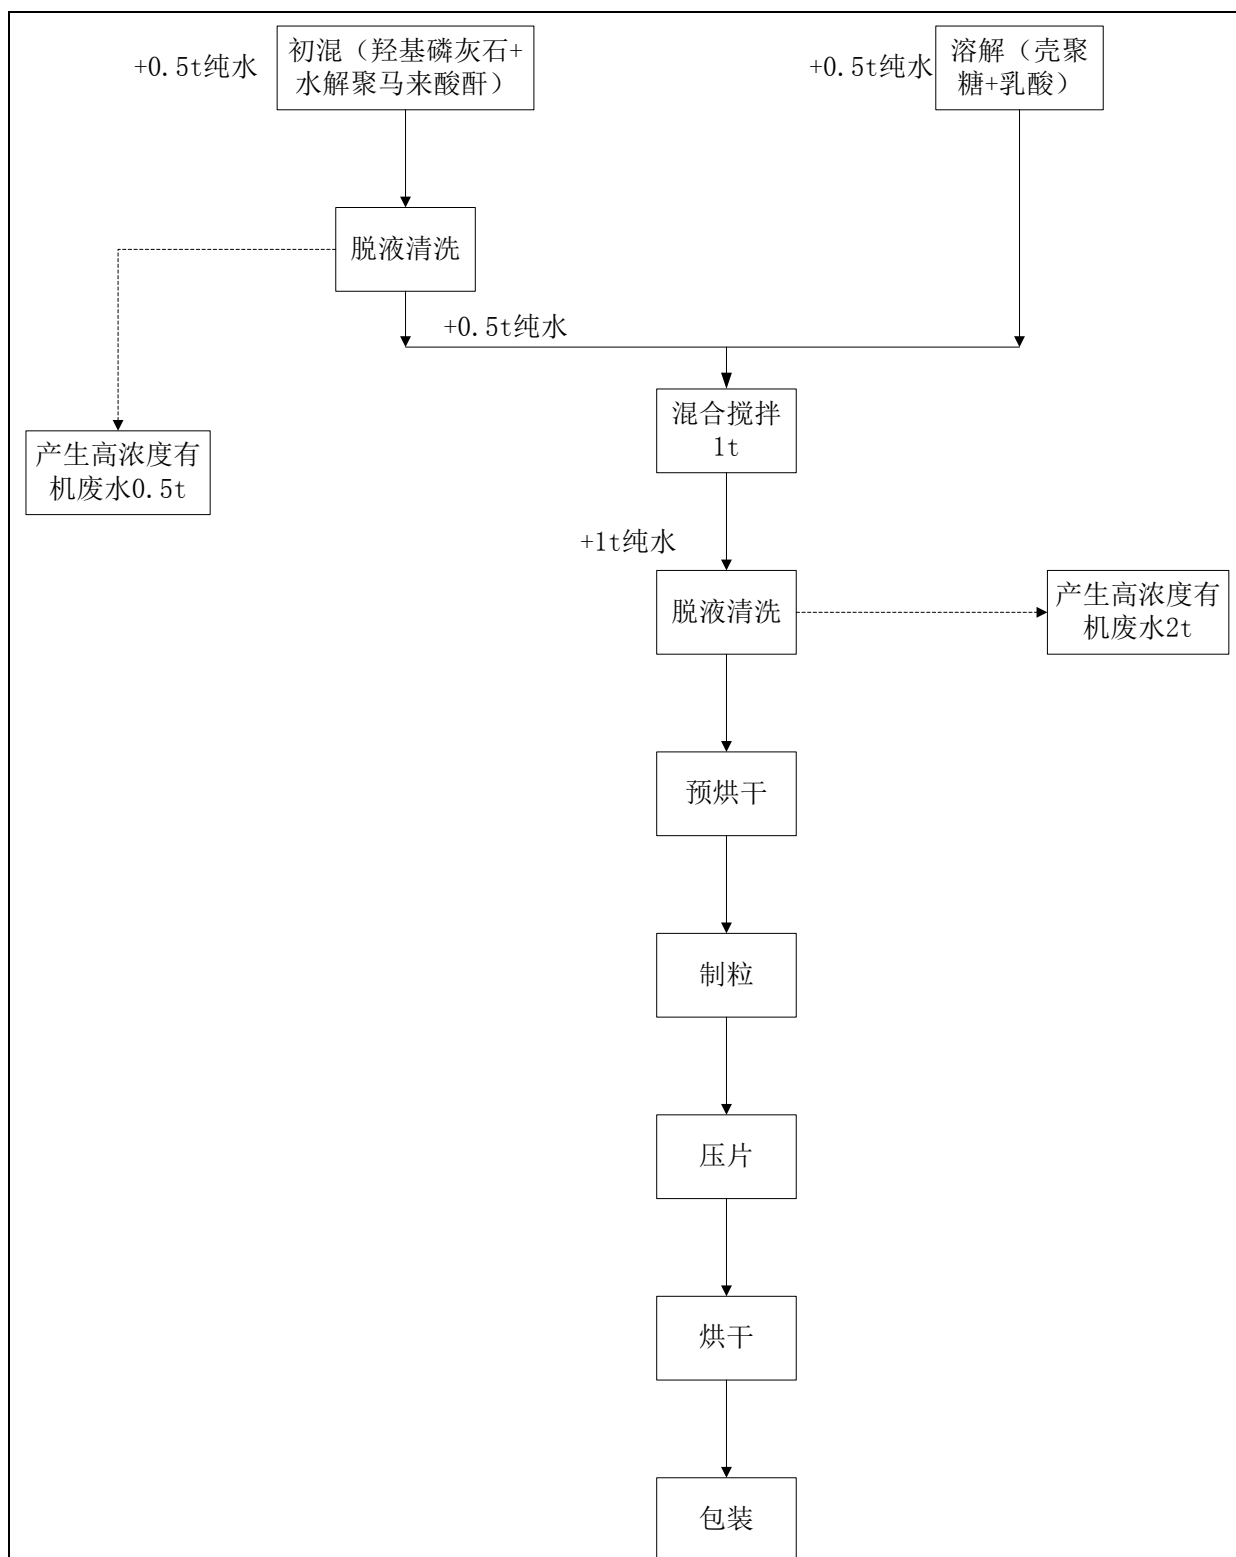 +0.5t纯水
初混（羟基磷灰石+
水解聚马来酸酐）
+0.5t纯水
溶解（壳聚
糖+乳酸）
脱液清洗
+0.5t纯水
混合搅拌
1t
产生高浓度有
机废水0.5t
+1t纯水
脱液清洗
产生高浓度有
机废水2t
预烘干
制粒
压片
烘干
包装